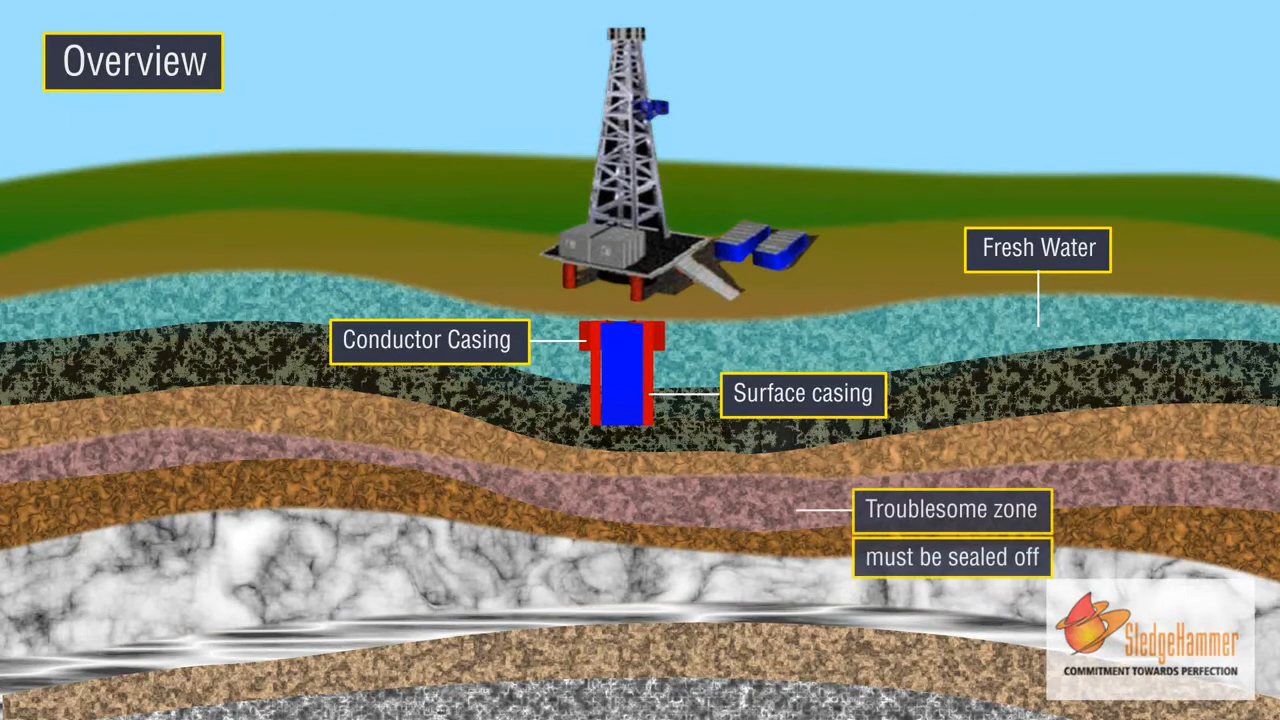 Overview
Fresh Water
Conductor Casing
Surface casing
Troublesome zone
must be sealed off
SledgeHammer
COMMITMENT TOWARDS PERFECTION